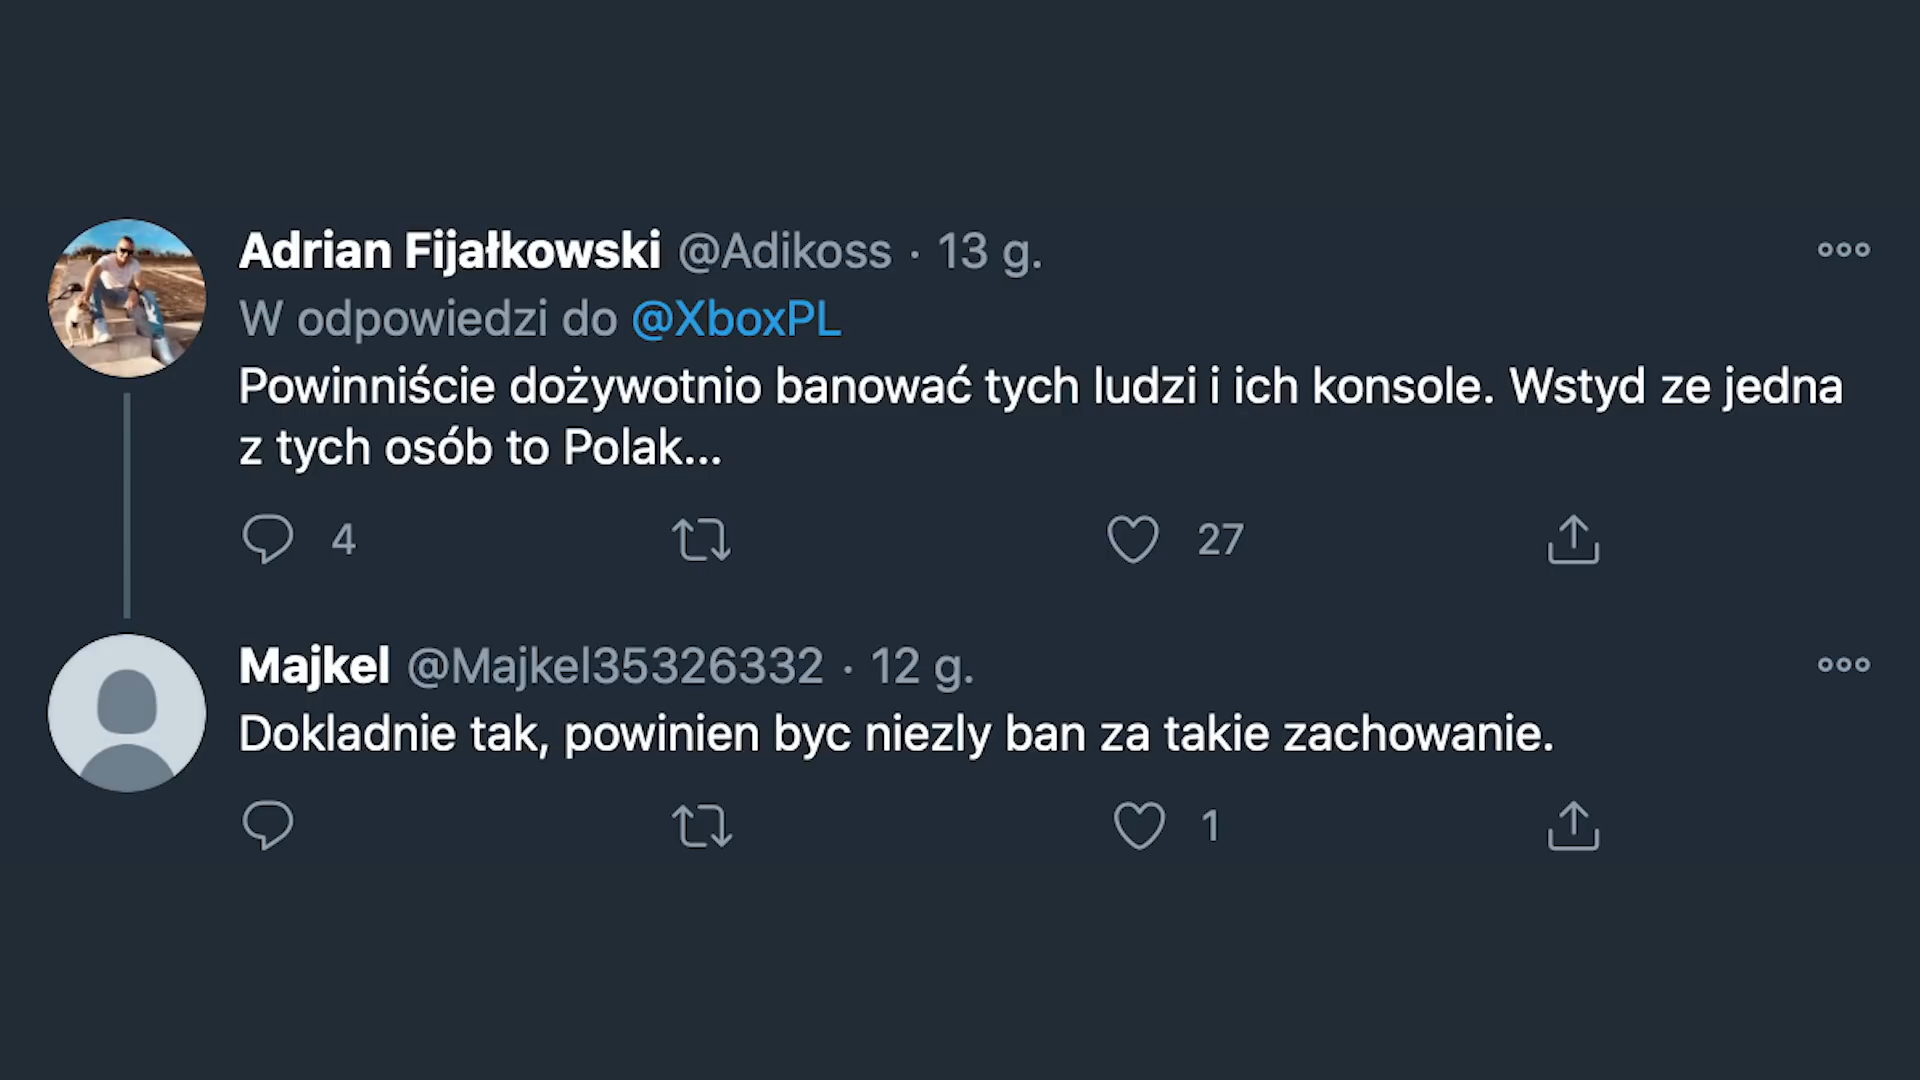 Adrian Fijałkowski @Adikoss · 13 g.
W odpowiedzi do @XboxPL
Powinniście dożywotnio banować tych ludzi i ich konsole. Wstyd ze jedna
z tych osób to Polak...
4 27
Majkel @Majkel35326332 · 12 g.
Dokladnie tak, powinien byc niezly ban za takie zachowanie.
1